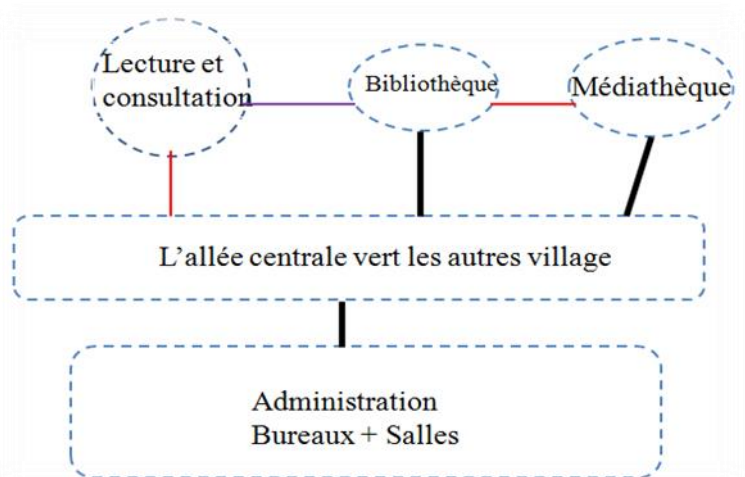 Lecture et
consultation
Bibliothèque
Médiathèque
L'allée centrale vert les autres village
Administration
Bureaux + Salles